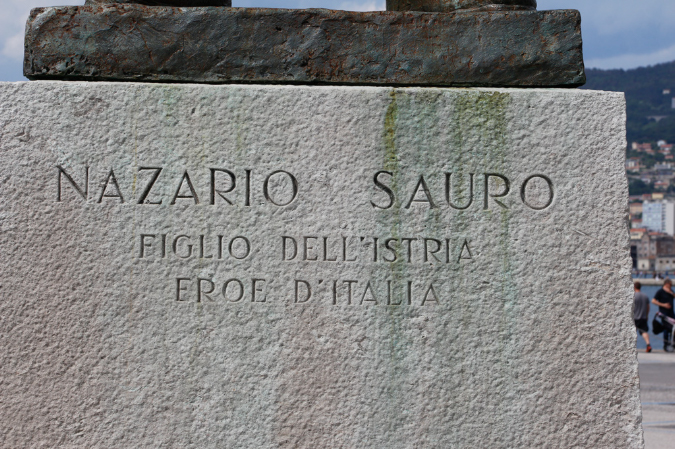 NAZARIO SAURO
FIGLIO DELL'ISTRIA
EROE D'ITALIA